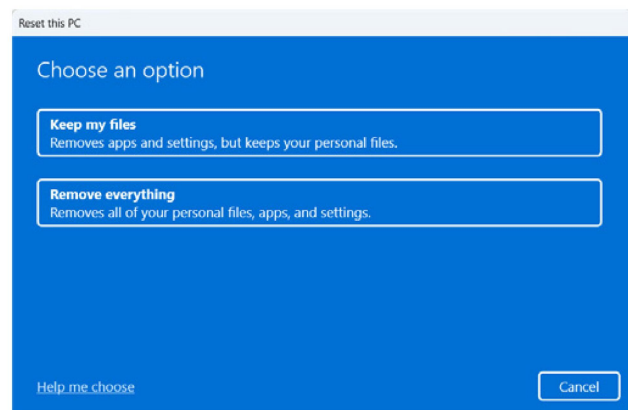 Reset this PC
Choose an option
Keep my files
Removes apps and settings, but keeps your personal files.
Remove everything
Removes all of your personal files, apps, and settings.
Help me choose
Cancel